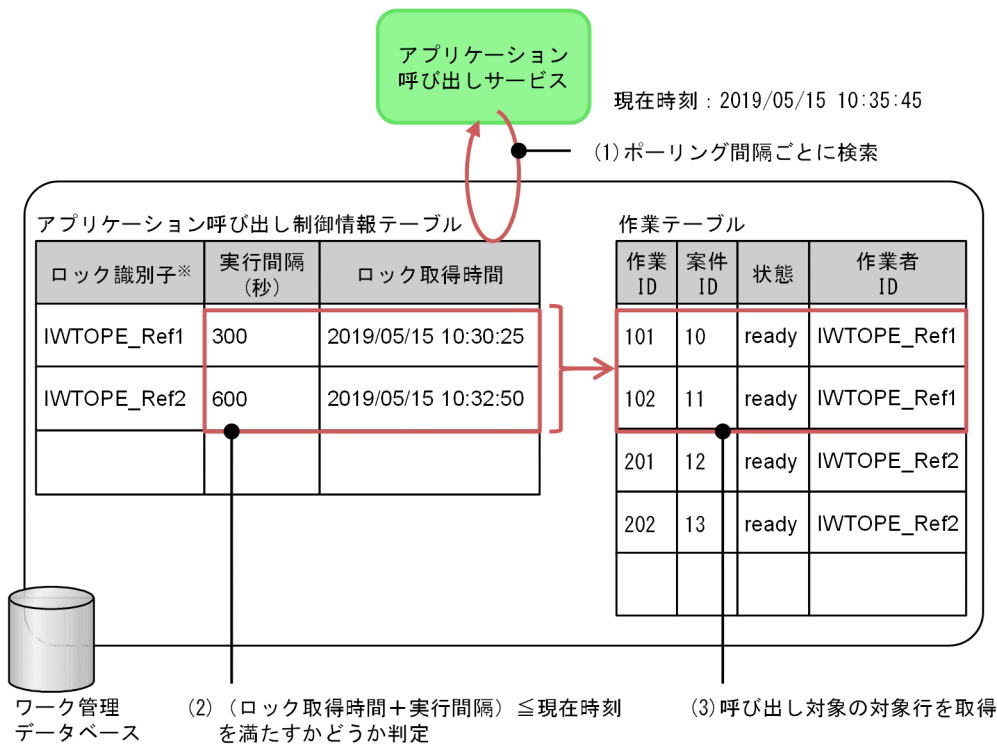 アプリケーション
呼び出しサービス
現在時刻：2019/05/15 10:35:45
(1)ポーリング間隔ごとに検索
アプリケーション呼び出し制御情報テーブル
ロック識別子※ 実行間隔(秒) ロック取得時間
IWTOPE_Ref1 300 2019/05/15 10:30:25
IWTOPE_Ref2 600 2019/05/15 10:32:50
作業テーブル
作業ID 案件ID 状態 作業者ID
101 10 ready IWTOPE_Ref1
102 11 ready IWTOPE_Ref1
201 12 ready IWTOPE_Ref2
202 13 ready IWTOPE_Ref2
ワーク管理
データベース
(2)（ロック取得時間＋実行間隔）≦現在時刻
を満たすかどうか判定
(3)呼び出し対象の対象行を取得